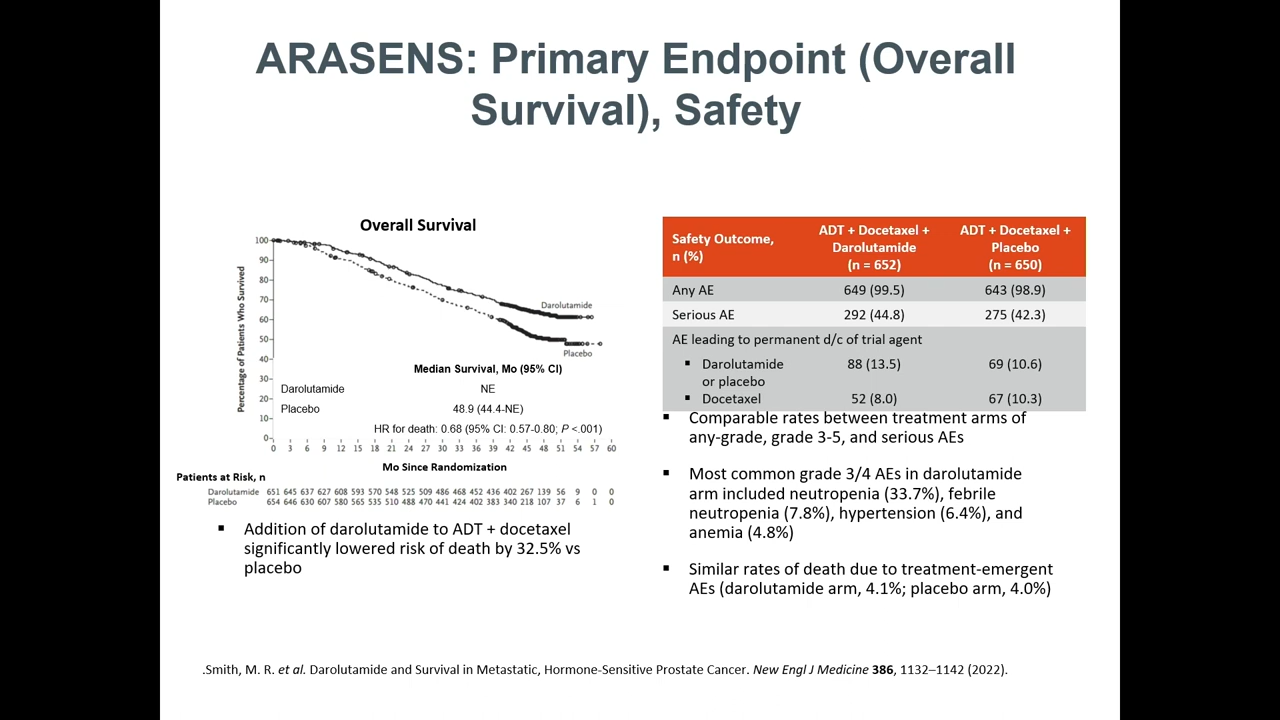 ARASENS: Primary Endpoint (Overall
Survival), Safety
Overall Survival
Percentage of Patients Who Survived
100
90
80
70
60
50
40
30
20
10
0
Darolutamide
Placebo
Median Survival, Mo (95% CI)
Darolutamide NE
Placebo 48.9 (44.4-NE)
HR for death: 0.68 (95% CI: 0.57-0.80; P <.001)
0 3 6 9 12 15 18 21 24 27 30 33 36 39 42 45 48 51 54 57 60
Mo Since Randomization
Patients at Risk, n
Darolutamide 651 645 637 627 608 593 570 548 525 509 486 468 452 436 402 267 139 56 9 0 0
Placebo 654 646 630 607 580 565 535 510 488 470 441 424 402 383 340 218 107 37 6 1 0
▪ Addition of darolutamide to ADT + docetaxel
significantly lowered risk of death by 32.5% vs
placebo
Safety Outcome,
n (%)
ADT + Docetaxel +
Darolutamide
(n = 652)
ADT + Docetaxel +
Placebo
(n = 650)
Any AE 649 (99.5) 643 (98.9)
Serious AE 292 (44.8) 275 (42.3)
AE leading to permanent d/c of trial agent
▪ Darolutamide 88 (13.5) 69 (10.6)
or placebo
▪ Docetaxel 52 (8.0) 67 (10.3)
▪ Comparable rates between treatment arms of
any-grade, grade 3-5, and serious AEs
▪ Most common grade 3/4 AEs in darolutamide
arm included neutropenia (33.7%), febrile
neutropenia (7.8%), hypertension (6.4%), and
anemia (4.8%)
▪ Similar rates of death due to treatment-emergent
AEs (darolutamide arm, 4.1%; placebo arm, 4.0%)
.Smith, M. R. et al. Darolutamide and Survival in Metastatic, Hormone-Sensitive Prostate Cancer. New Engl J Medicine 386, 1132–1142 (2022).